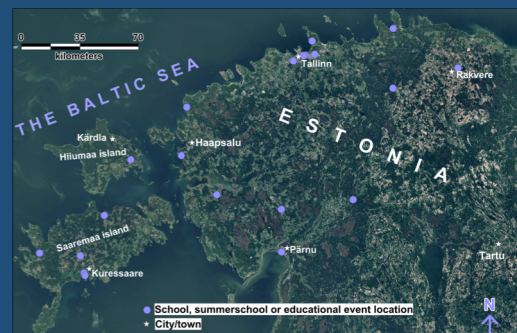 0 35 70
kilometers
THE BALTIC SEA
Tallinn
Rakvere
ESTONIA
Kärdla
Haapsalu
Hiiumaa island
Saaremaa island
Pärnu
Tartu
Kuressaare
N
School, summerschool or educational event location
City/town